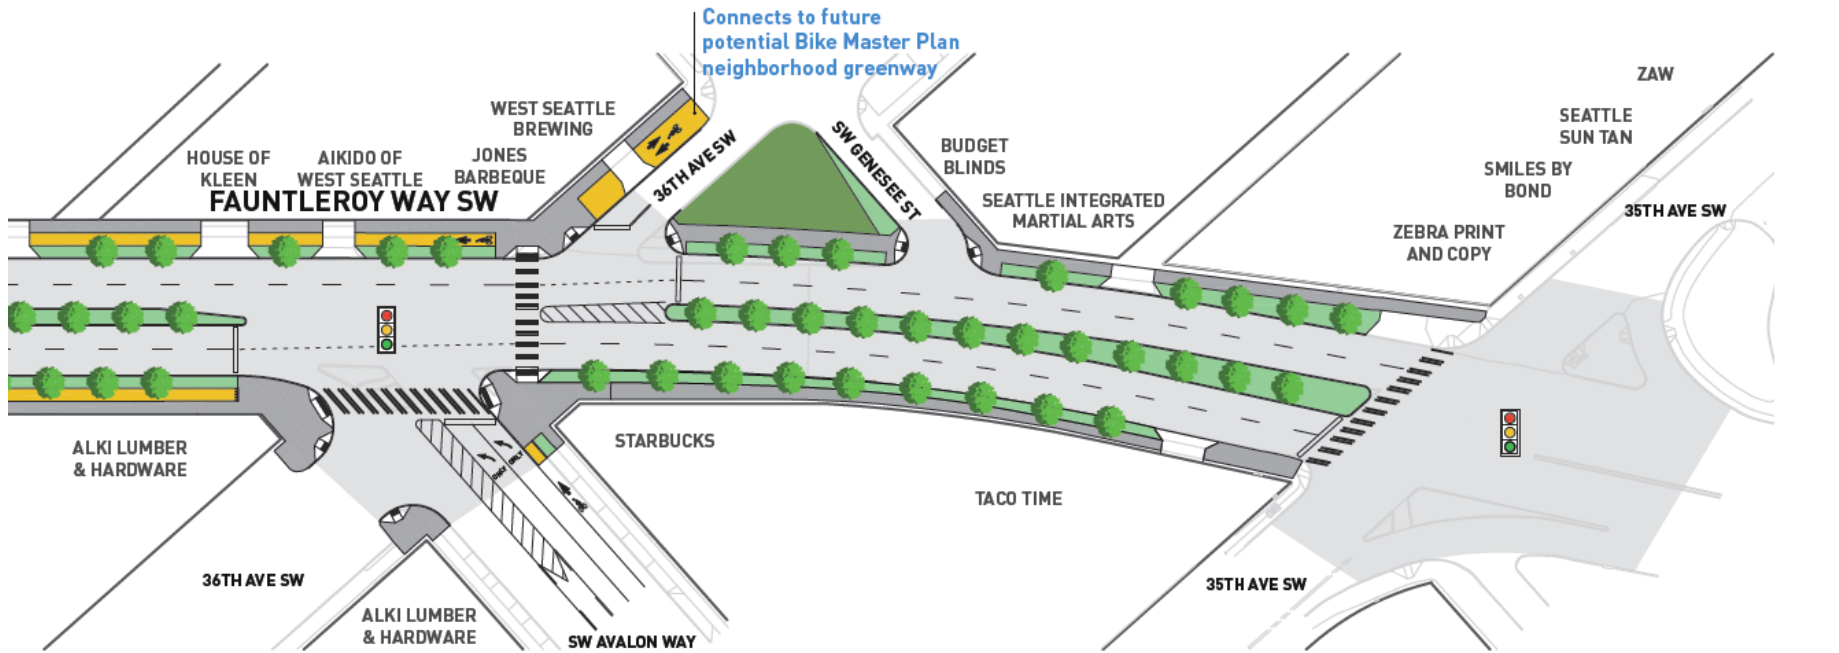 Connects to future
potential Bike Master Plan
neighborhood greenway
ZAW
WEST SEATTLE
BREWING
SEATTLE
SUN TAN
HOUSE OF
KLEEN
AIKIDO OF
WEST SEATTLE
JONES
BARBEQUE
36TH AVE SW
SW GENESEE ST
BUDGET
BLINDS
SMILES BY
BOND
FAUNTLEROY WAY SW
SEATTLE INTEGRATED
MARTIAL ARTS
35TH AVE SW
ZEBRA PRINT
AND COPY
ALKI LUMBER
& HARDWARE
STARBUCKS
ONLY
ONLY
TACO TIME
36TH AVE SW
35TH AVE SW
ALKI LUMBER
& HARDWARE
SW AVALON WAY